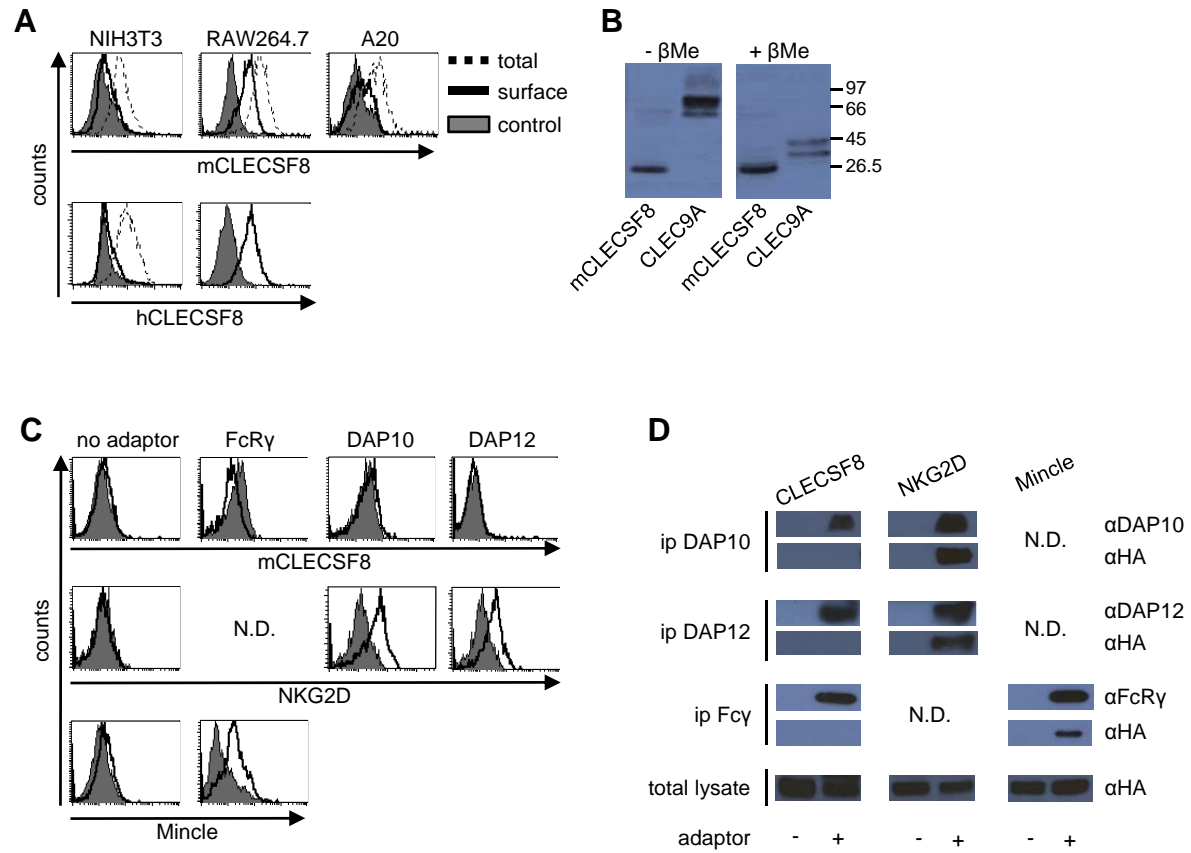 A
NIH3T3 RAW264.7 A20
total
surface
control
mCLECSF8
counts
hCLECSF8
B
- βMe + βMe
97
66
45
26.5
mCLECSF8 CLEC9A mCLECSF8 CLEC9A
C
no adaptor FcRγ DAP10 DAP12
mCLECSF8
counts
N.D.
NKG2D
Mincle
D
CLECSF8 NKG2D Mincle
ip DAP10 N.D. αDAP10
αHA
ip DAP12 N.D. αDAP12
αHA
ip Fcγ N.D. αFcRγ
αHA
total lysate αHA
adaptor - + - + - +